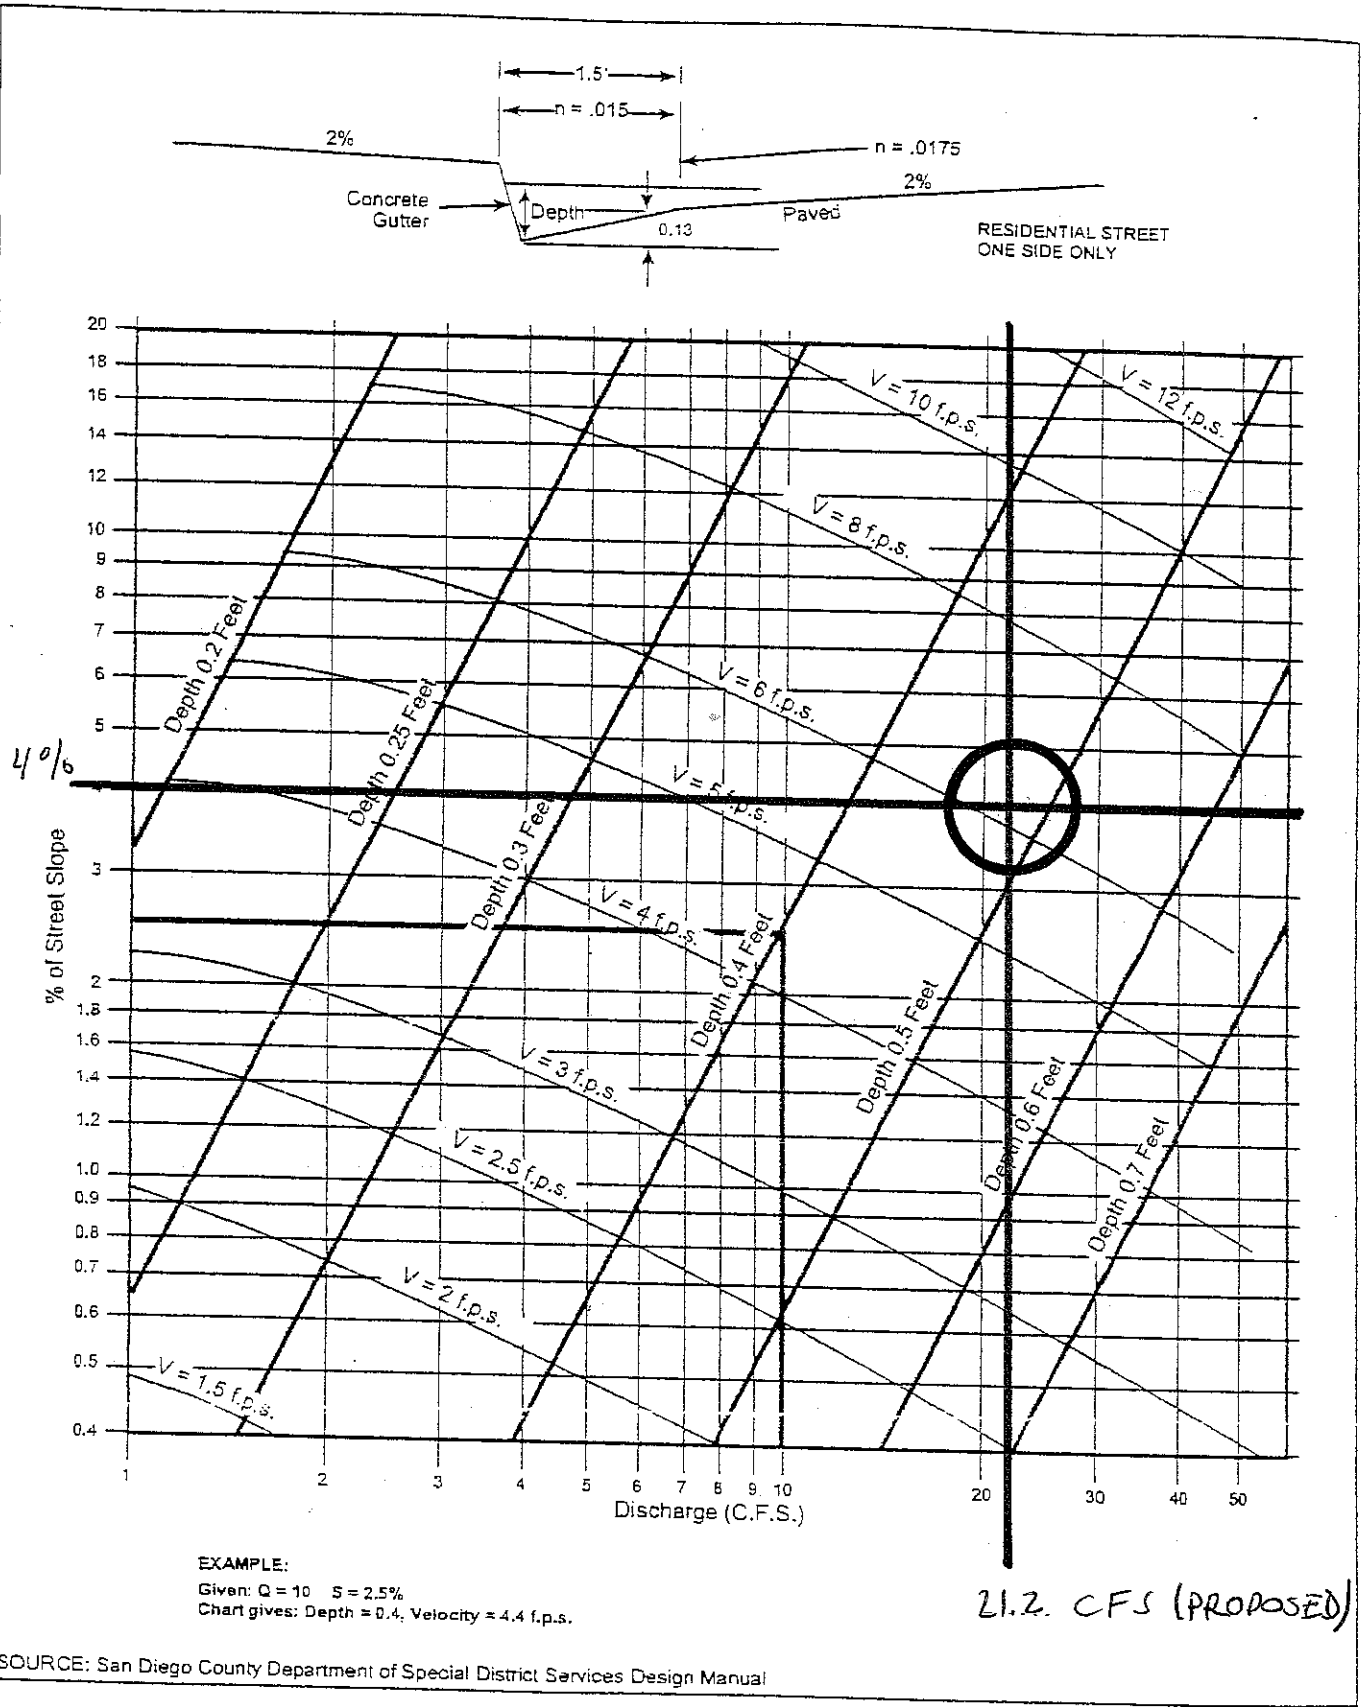 1.5'
n = .015
2%
n = .0175
2%
Concrete
Gutter
Depth
Paved
0.13
RESIDENTIAL STREET
ONE SIDE ONLY
20
18
16
14
12
10
9
8
7
6
5
4%
3
2
1.8
1.6
1.4
1.2
1.0
0.9
0.8
0.7
0.6
0.5
0.4
% of Street Slope
V = 10 f.p.s.
V = 12 f.p.s.
V = 8 f.p.s.
V = 6 f.p.s.
V = 5 f.p.s.
V = 4 f.p.s.
V = 3 f.p.s.
V = 2.5 f.p.s.
V = 2 f.p.s.
V = 1.5 f.p.s.
Depth 0.2 Feet
Depth 0.25 Feet
Depth 0.3 Feet
Depth 0.4 Feet
Depth 0.5 Feet
Depth 0.6 Feet
Depth 0.7 Feet
1 2 3 4 5 6 7 8 9 10 20 30 40 50
Discharge (C.F.S.)
EXAMPLE:
Given: Q = 10 S = 2.5%
Chart gives: Depth = 0.4, Velocity = 4.4 f.p.s.
21.2. CFS (PROPOSED)
SOURCE: San Diego County Department of Special District Services Design Manual